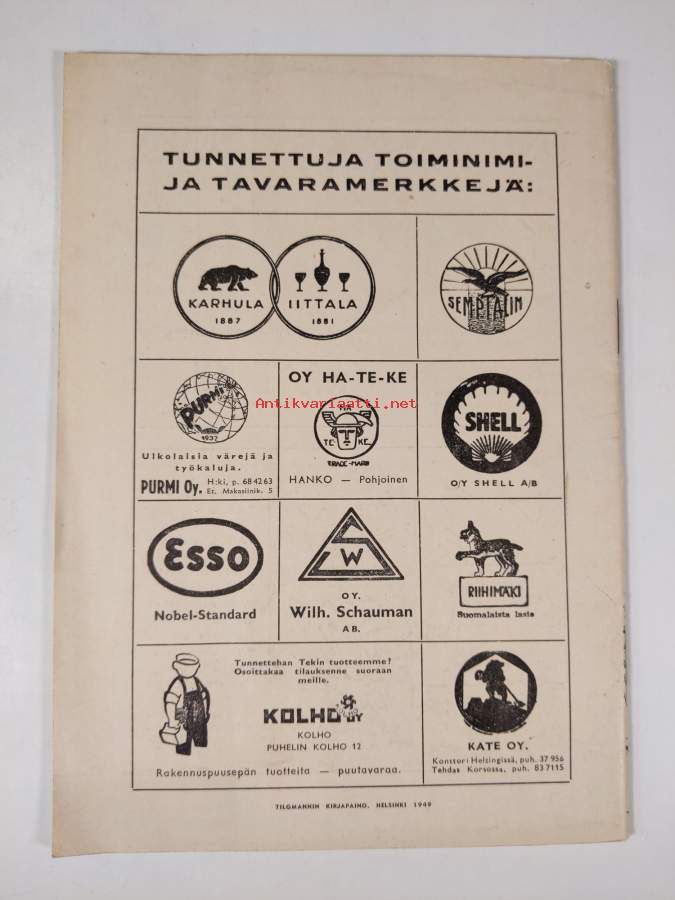 TUNNETTUJA TOIMINIMI-
JA TAVARAMERKKEJÄ:
KARHULA
1887
IITTALA
1881
SEMPTALIN
PURMI
1937
Ulkolaisia värejä ja
työkaluja.
PURMI Oy. H:ki, p. 68 42 63
Et. Makasiinik. 5
OY HA-TE-KE
HA
TE KE
TRADE-MARK
HANKO — Pohjoinen
SHELL
O/Y SHELL A/B
Antikvariaatti.net
Esso
Nobel-Standard
SW
OY.
Wilh. Schauman
AB.
RIIHIMÄKI
Suomalaista lasia
Tunnettehan Tekin tuotteemme?
Osoittakaa tilauksenne suoraan
meille.
KOLHO OY
KOLHO
PUHELIN KOLHO 12
Rakennuspuusepän tuotteita — puutavaraa.
KATE OY.
Konttori Helsingissä, puh. 37 956
Tehdas Korsossa, puh. 83 7115
TILGMANNIN KIRJAPAINO, HELSINKI 1949